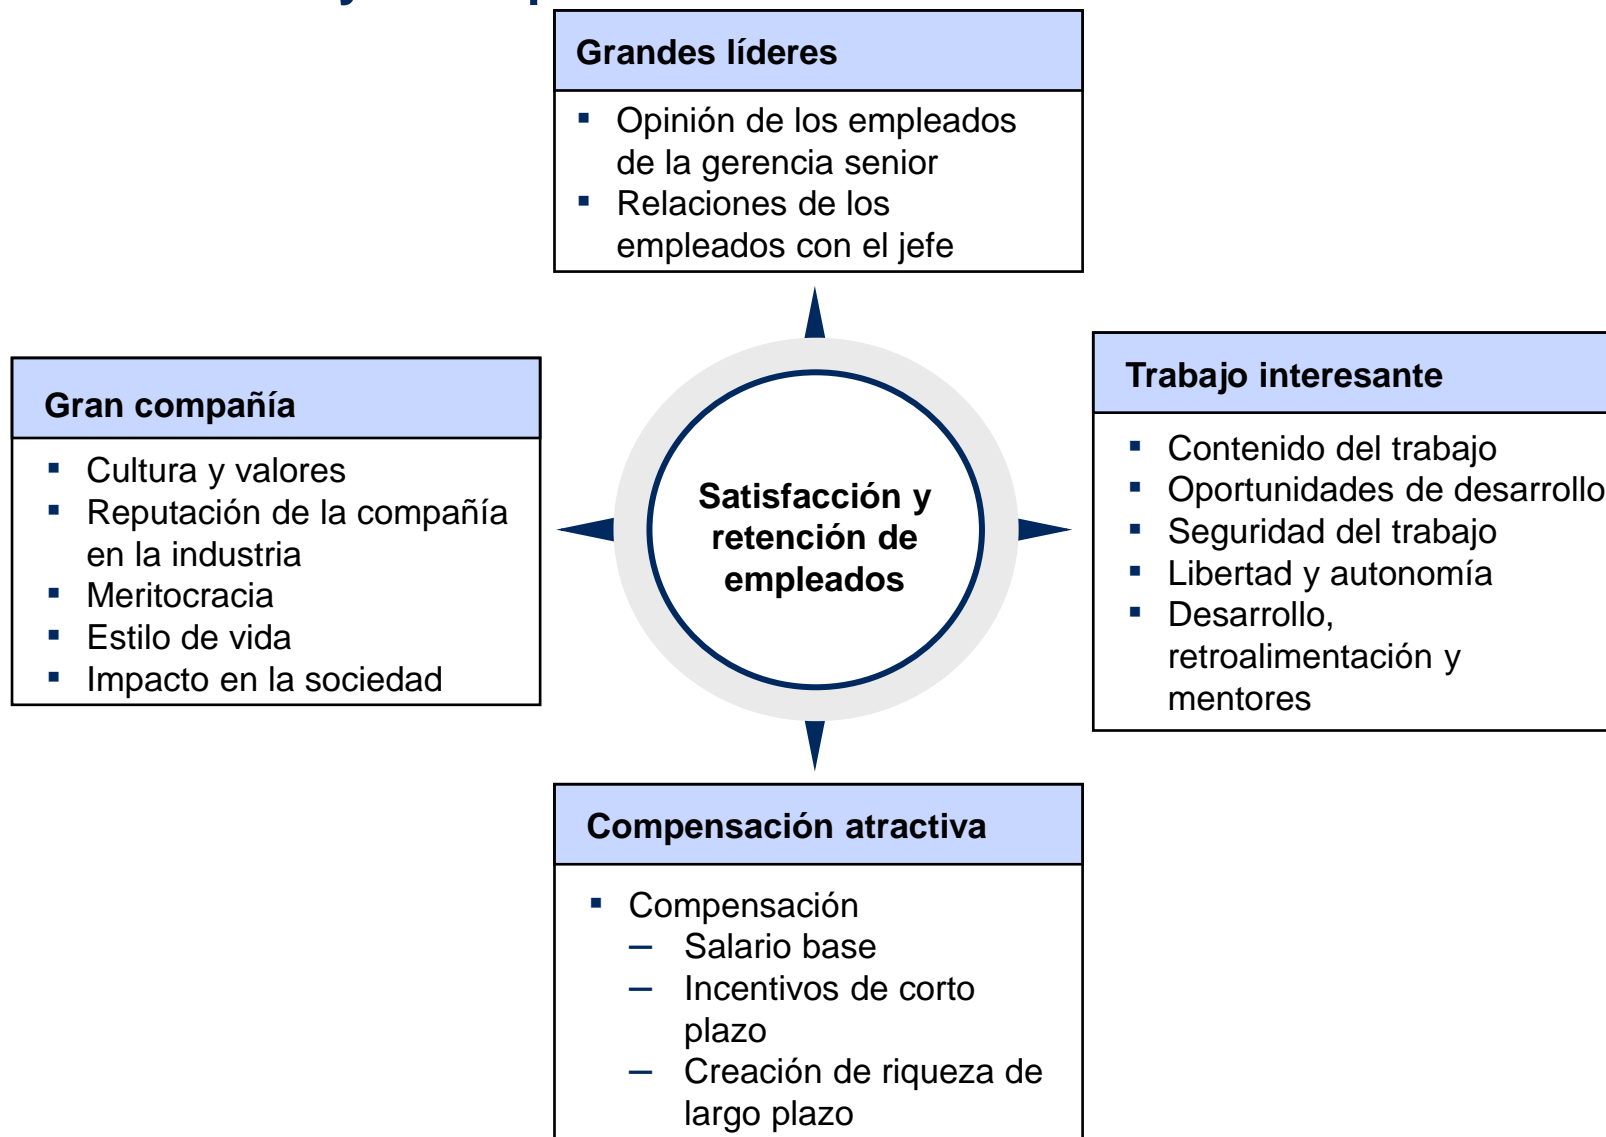 Grandes líderes
▪ Opinión de los empleados
de la gerencia senior
▪ Relaciones de los
empleados con el jefe
Gran compañía
▪ Cultura y valores
▪ Reputación de la compañía
en la industria
▪ Meritocracia
▪ Estilo de vida
▪ Impacto en la sociedad
Satisfacción y
retención de
empleados
Trabajo interesante
▪ Contenido del trabajo
▪ Oportunidades de desarrollo
▪ Seguridad del trabajo
▪ Libertad y autonomía
▪ Desarrollo,
retroalimentación y
mentores
Compensación atractiva
▪ Compensación
– Salario base
– Incentivos de corto
plazo
– Creación de riqueza de
largo plazo